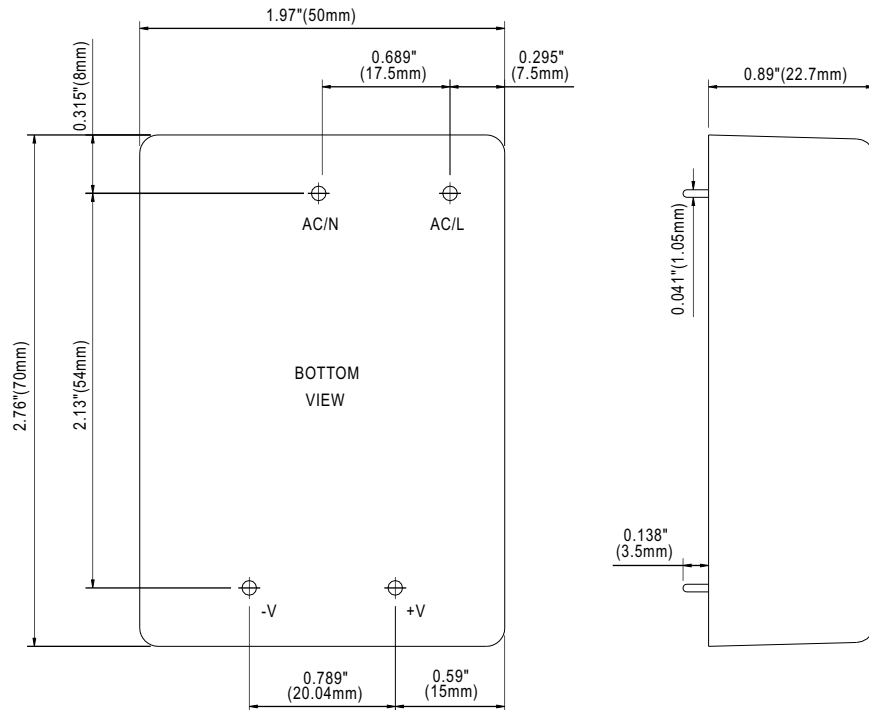 1.97"(50mm)
0.689"
(17.5mm)
0.295"
(7.5mm)
0.89"(22.7mm)
0.315"(8mm)
AC/N
AC/L
0.041"(1.05mm)
2.76"(70mm)
2.13"(54mm)
BOTTOM
VIEW
0.138"
(3.5mm)
-V
+V
0.789"
(20.04mm)
0.59"
(15mm)